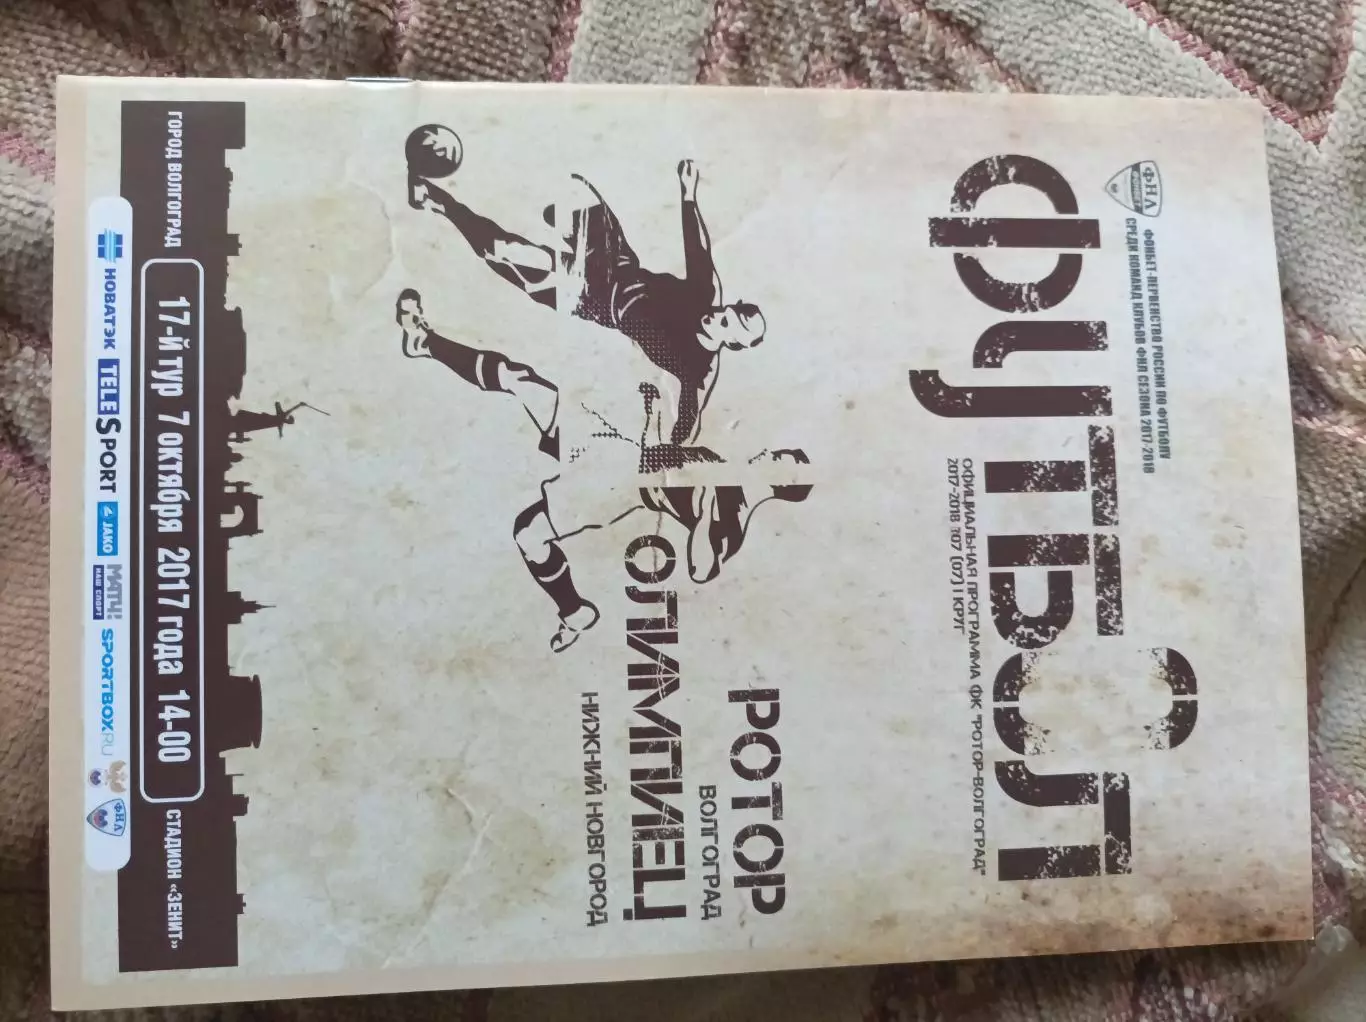 ФНЛ
ФОНБЕТ
ФОНБЕТ-ПЕРВЕНСТВО РОССИИ ПО ФУТБОЛУ
СРЕДИ КОМАНД КЛУБОВ ФНЛ СЕЗОНА 2017-2018
ФУТБОЛ
ОФИЦИАЛЬНАЯ ПРОГРАММА ФК "РОТОР-ВОЛГОГРАД"
2017-2018 107 (07) I КРУГ
РОТОР
ВОЛГОГРАД
ОЛИМПИЕЦ
НИЖНИЙ НОВГОРОД
ГОРОД ВОЛГОГРАД
17-й тур 7 октября 2017 года 14-00
СТАДИОН «ЗЕНИТ»
НОВАТЭК
TELESPORT
JAKO
МАТЧ!
НАШ СПОРТ
SPORTBOX.RU
ФНЛ